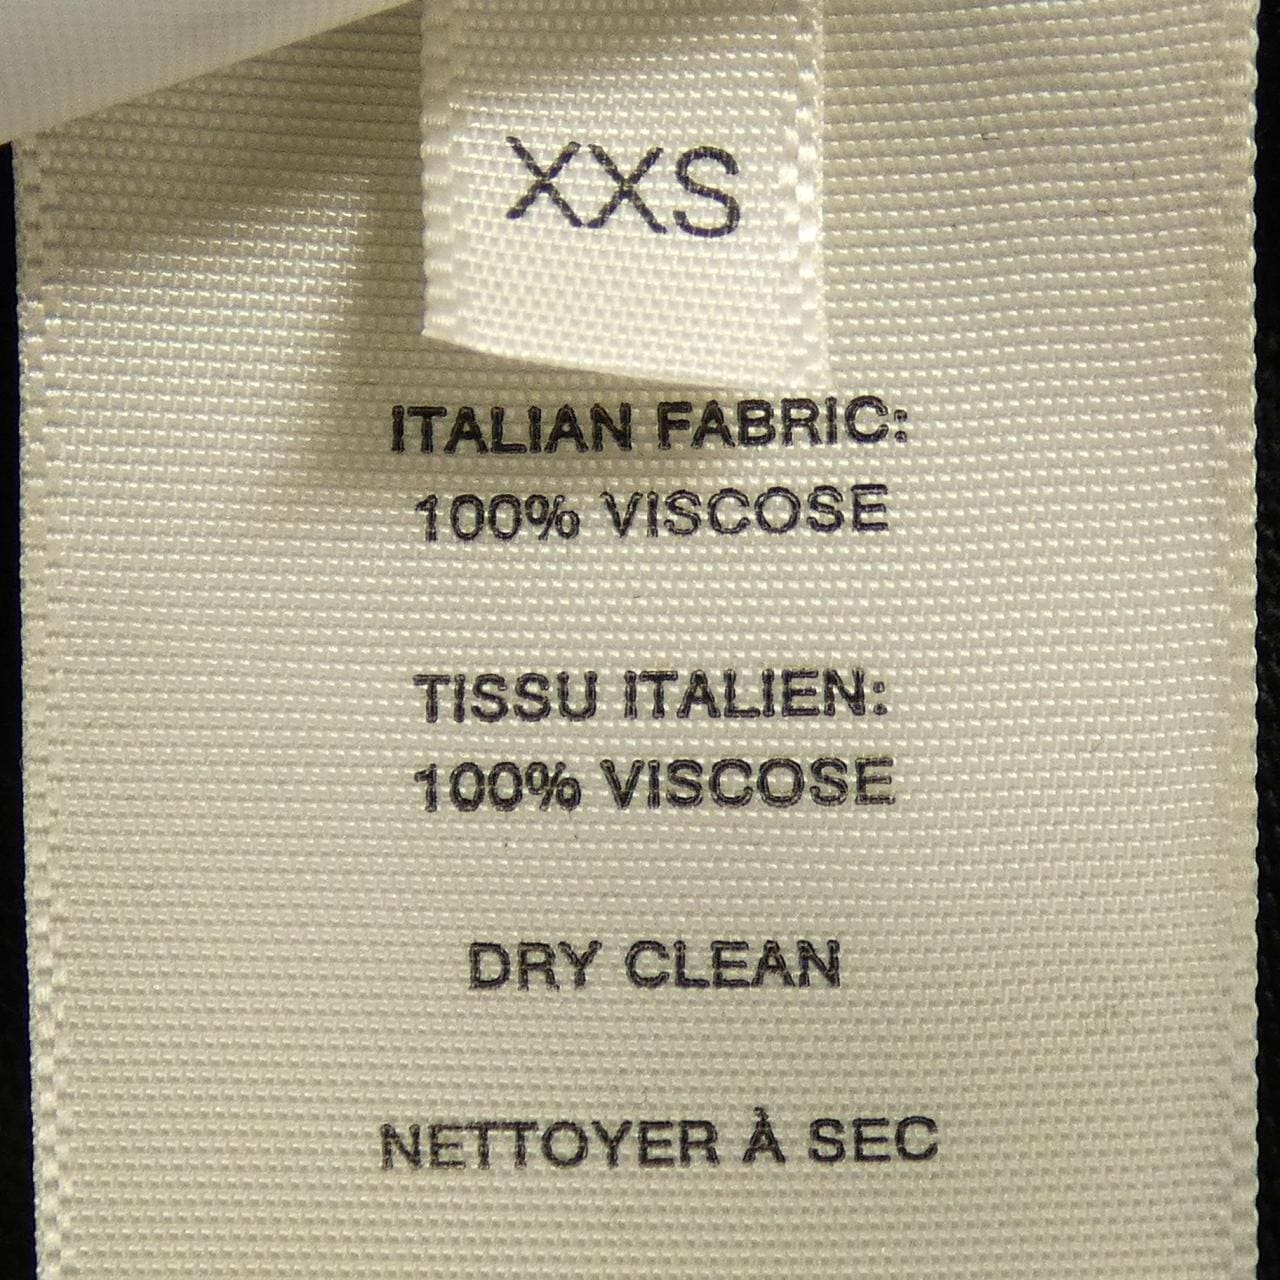 XXS
ITALIAN FABRIC:
100% VISCOSE
TISSU ITALIEN:
100% VISCOSE
DRY CLEAN
NETTOYER À SEC